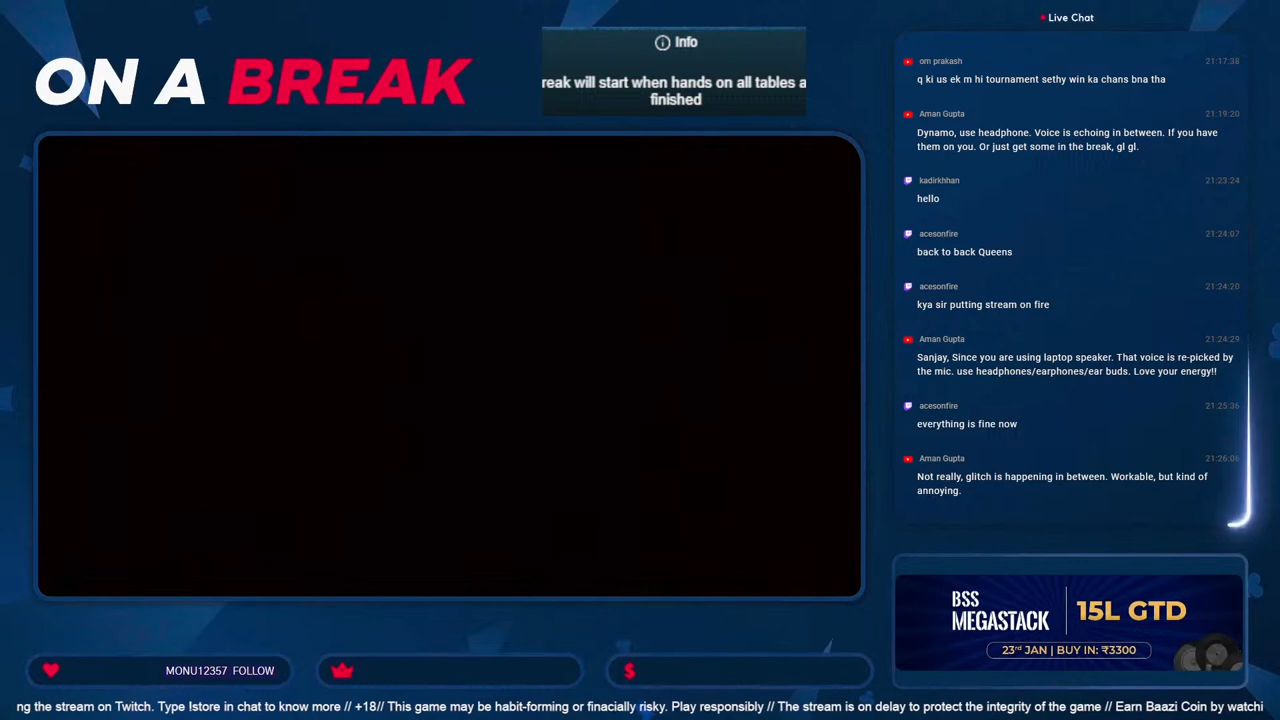 ON A BREAK
Info
reak will start when hands on all tables a
finished
Live Chat
om prakash 21:17:38
q ki us ek m hi tournament sethy win ka chans bna tha
Aman Gupta 21:19:20
Dynamo, use headphone. Voice is echoing in between. If you have
them on you. Or just get some in the break, gl gl.
kadirkhhan 21:23:24
hello
acesonfire 21:24:07
back to back Queens
acesonfire 21:24:20
kya sir putting stream on fire
Aman Gupta 21:24:29
Sanjay, Since you are using laptop speaker. That voice is re-picked by
the mic. use headphones/earphones/ear buds. Love your energy!!
acesonfire 21:25:36
everything is fine now
Aman Gupta 21:26:06
Not really, glitch is happening in between. Workable, but kind of
annoying.
BSS
MEGASTACK
15L GTD
23rd JAN | BUY IN: ₹3300
MONU12357 FOLLOW
ng the stream on Twitch. Type !store in chat to know more // +18// This game may be habit-forming or finacially risky. Play responsibly // The stream is on delay to protect the integrity of the game // Earn Baazi Coin by watchi